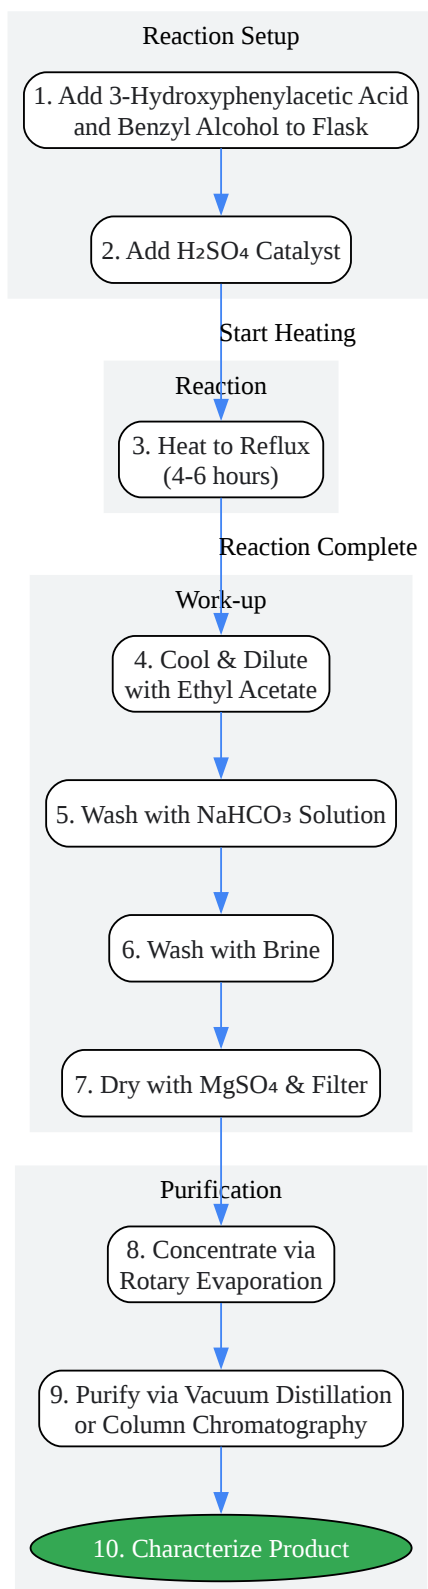 Reaction Setup
1. Add 3-Hydroxyphenylacetic Acid
and Benzyl Alcohol to Flask
2. Add H₂SO₄ Catalyst
Start Heating
Reaction
3. Heat to Reflux
(4-6 hours)
Reaction Complete
Work-up
4. Cool & Dilute
with Ethyl Acetate
5. Wash with NaHCO₃ Solution
6. Wash with Brine
7. Dry with MgSO₄ & Filter
Purification
8. Concentrate via
Rotary Evaporation
9. Purify via Vacuum Distillation
or Column Chromatography
10. Characterize Product